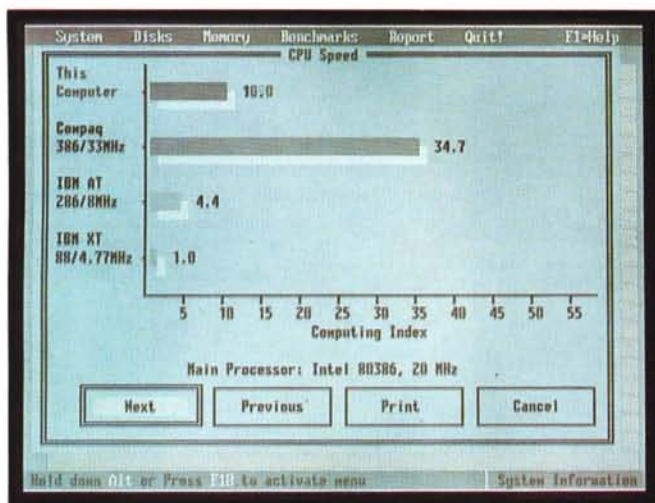 System Disks Memory Benchmarks Report Quit! F1=Help
CPU Speed
This
Computer 10.0
Compaq
386/33MHz 34.7
IBM AT
286/8MHz 4.4
IBM XT
88/4.77MHz 1.0
5 10 15 20 25 30 35 40 45 50 55
Computing Index
Main Processor: Intel 80386, 20 MHz
Next Previous Print Cancel
Hold down Alt or Press F10 to activate menu System Information